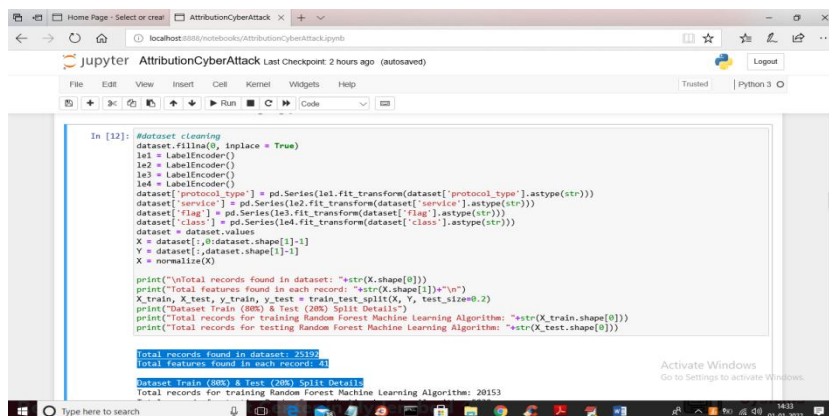 Home Page - Select or creat
AttributionCyberAttack
localhost:8888/notebooks/AttributionCyberAttack.ipynb
jupyter AttributionCyberAttack Last Checkpoint: 2 hours ago (autosaved)
Logout
File Edit View Insert Cell Kernel Widgets Help
Trusted
Python 3 O
Run
Code
In [12]: #dataset cleaning
dataset.fillna(0, inplace = True)
le1 = LabelEncoder()
le2 = LabelEncoder()
le3 = LabelEncoder()
le4 = LabelEncoder()
dataset['protocol_type'] = pd.Series(le1.fit_transform(dataset['protocol_type'].astype(str)))
dataset['service'] = pd.Series(le2.fit_transform(dataset['service'].astype(str)))
dataset['flag'] = pd.Series(le3.fit_transform(dataset['flag'].astype(str)))
dataset['class'] = pd.Series(le4.fit_transform(dataset['class'].astype(str)))
dataset = dataset.values
X = dataset[:,0:dataset.shape[1]-1]
Y = dataset[:,dataset.shape[1]-1]
X = normalize(X)
print("\nTotal records found in dataset: "+str(X.shape[0]))
print("Total features found in each record: "+str(X.shape[1])+"\n")
X_train, X_test, y_train, y_test = train_test_split(X, Y, test_size=0.2)
print("Dataset Train (80%) & Test (20%) Split Details")
print("Total records for training Random Forest Machine Learning Algorithm: "+str(X_train.shape[0]))
print("Total records for testing Random Forest Machine Learning Algorithm: "+str(X_test.shape[0]))
Total records found in dataset: 25192
Total features found in each record: 41
Dataset Train (80%) & Test (20%) Split Details
Total records for training Random Forest Machine Learning Algorithm: 20153
Activate Windows
Go to Settings to activate Windows.
Type here to search
14:33